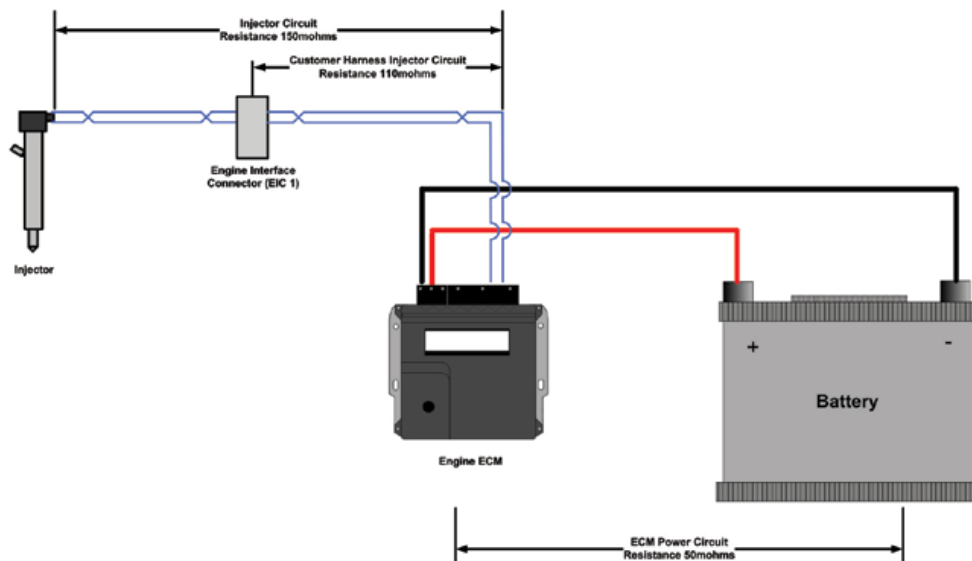 Injector Circuit
Resistance 150mohms
Customer Harness Injector Circuit
Resistance 110mohms
Engine Interface
Connector (EIC 1)
Injector
+
-
Battery
Engine ECM
ECM Power Circuit
Resistance 50mohms